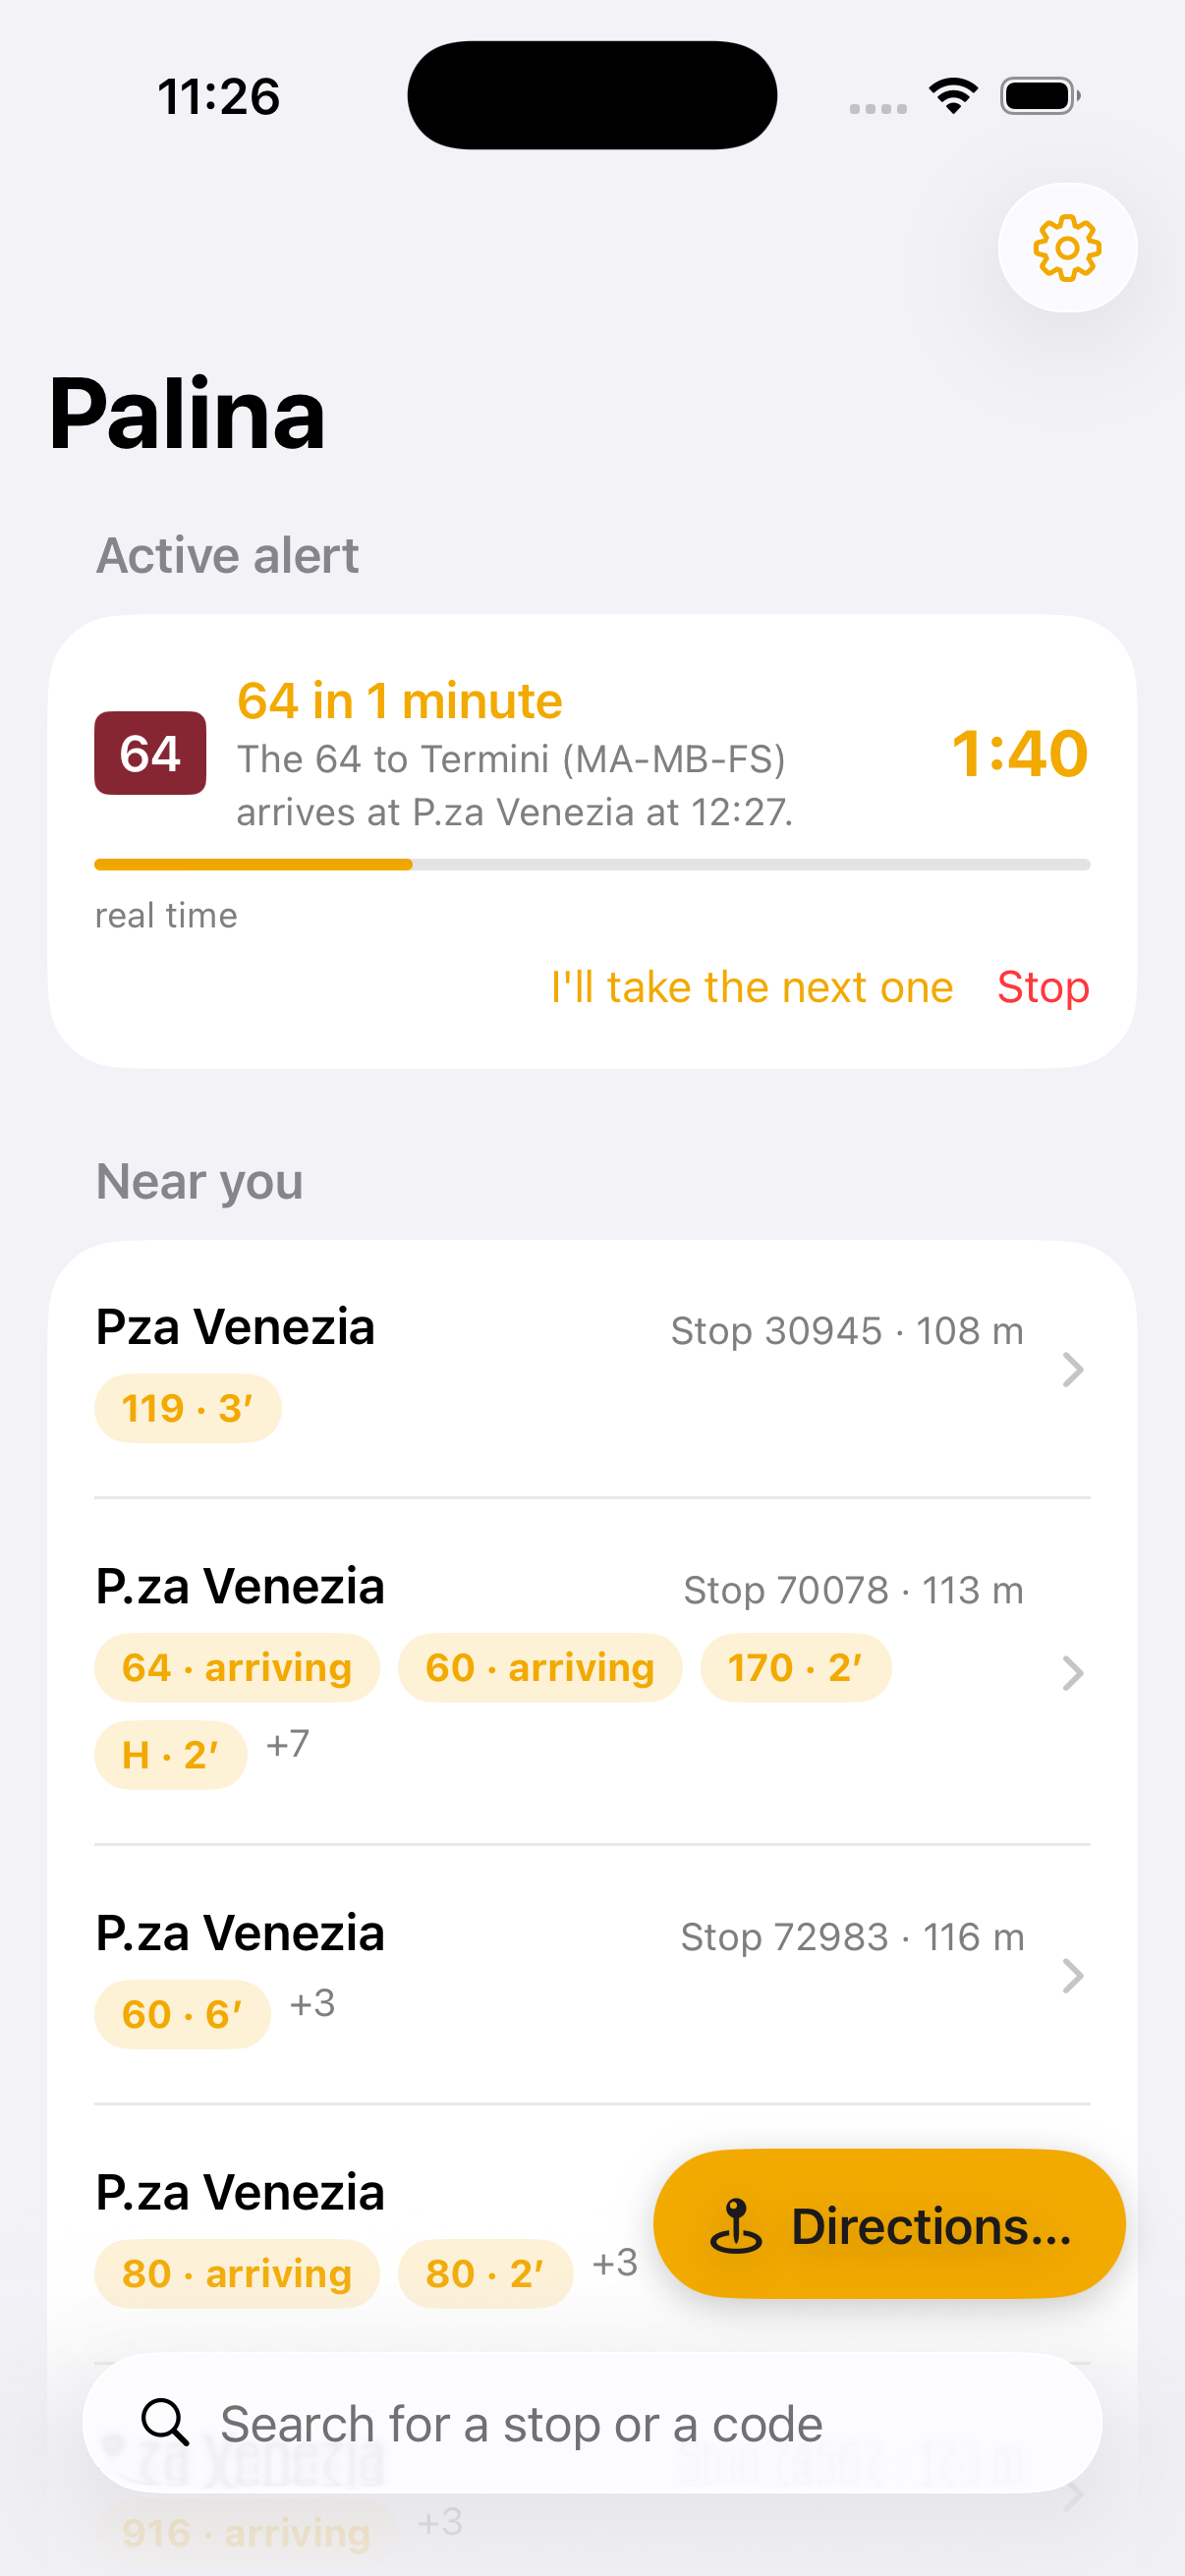 11:26
Palina
Active alert
64
64 in 1 minute
The 64 to Termini (MA-MB-FS)
arrives at P.za Venezia at 12:27.
1:40
real time
I'll take the next one Stop
Near you
Pza Venezia Stop 30945 · 108 m
119 · 3′
P.za Venezia Stop 70078 · 113 m
64 · arriving 60 · arriving 170 · 2′
H · 2′ +7
P.za Venezia Stop 72983 · 116 m
60 · 6′ +3
P.za Venezia
80 · arriving 80 · 2′ +3
Directions...
Search for a stop or a code
za Venezia
916 · arriving +3